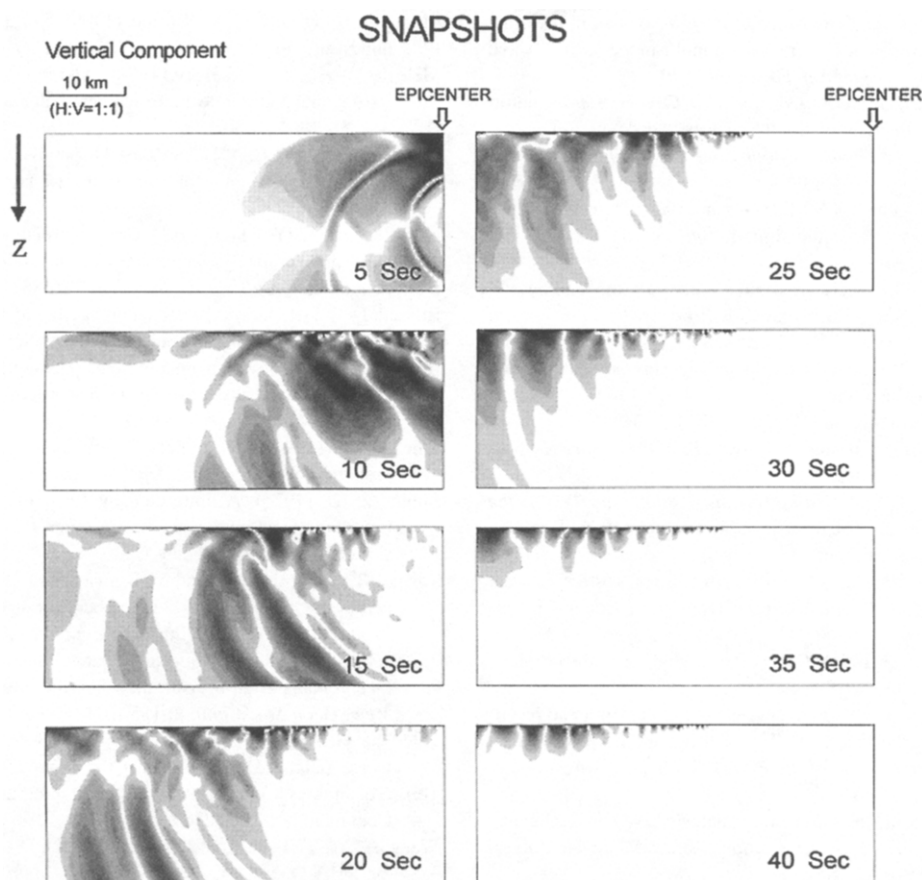 SNAPSHOTS
Vertical Component
10 km
(H:V=1:1)
EPICENTER
EPICENTER
Z
5 Sec
25 Sec
10 Sec
30 Sec
15 Sec
35 Sec
20 Sec
40 Sec